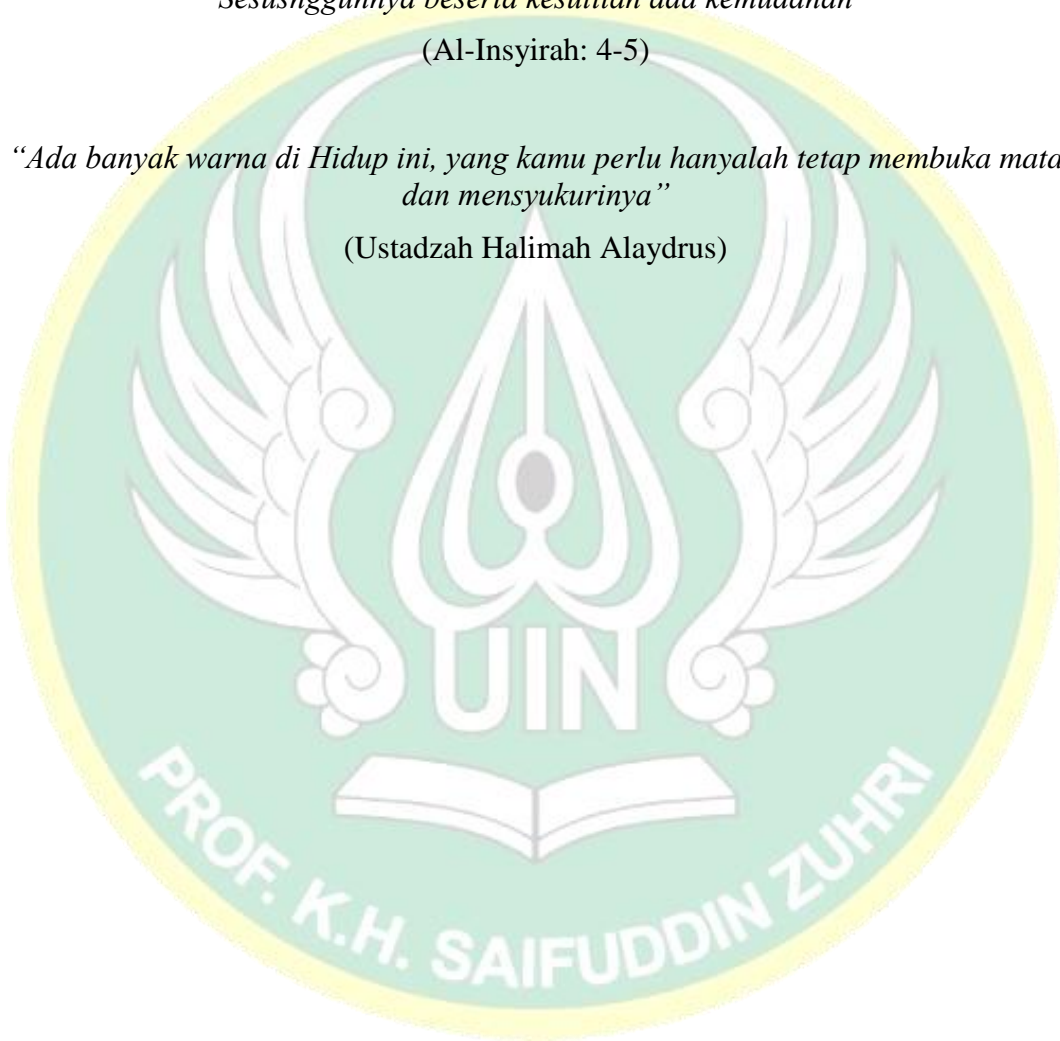 Sesusngguhnya beserta kesulitan ada kemudahan
(Al-Insyirah: 4-5)
“Ada banyak warna di Hidup ini, yang kamu perlu hanyalah tetap membuka mata
dan mensyukurinya”
(Ustadzah Halimah Alaydrus)
UIN
PROF. K.H. SAIFUDDIN ZUHRI